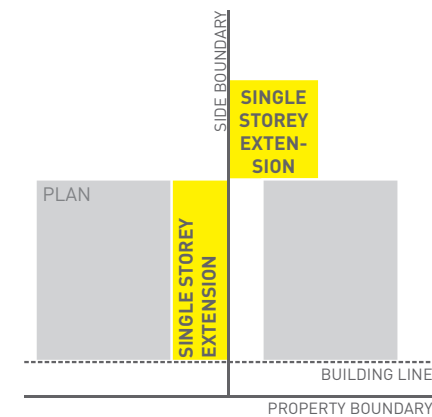 SIDE BOUNDARY
SINGLE
STOREY
EXTEN-
SION
PLAN
SINGLE STOREY
EXTENSION
BUILDING LINE
PROPERTY BOUNDARY